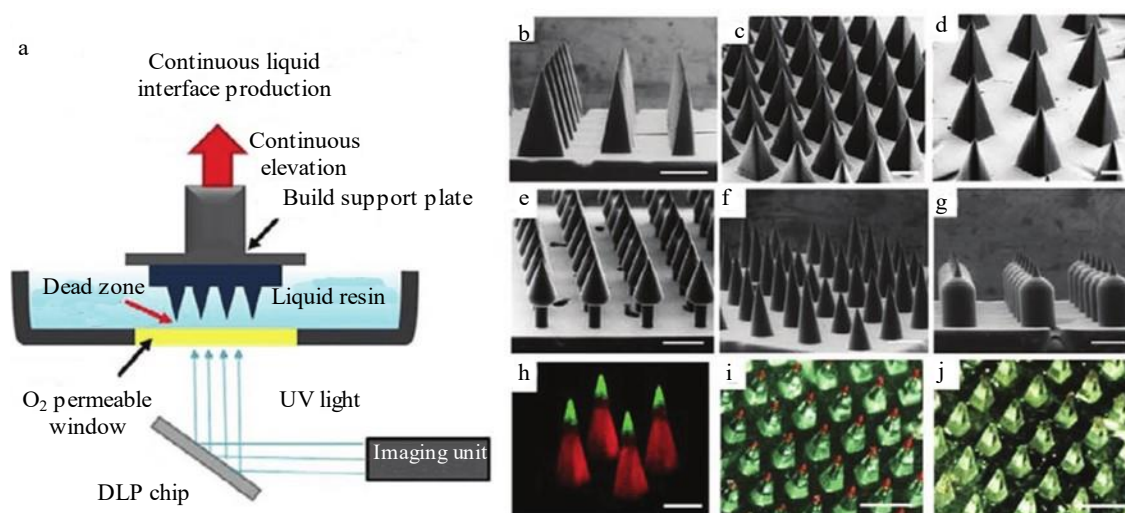 a
Continuous liquid
interface production
Continuous
elevation
Build support plate
Dead zone
Liquid resin
O₂ permeable
window
UV light
Imaging unit
DLP chip
b
c
d
e
f
g
h
i
j